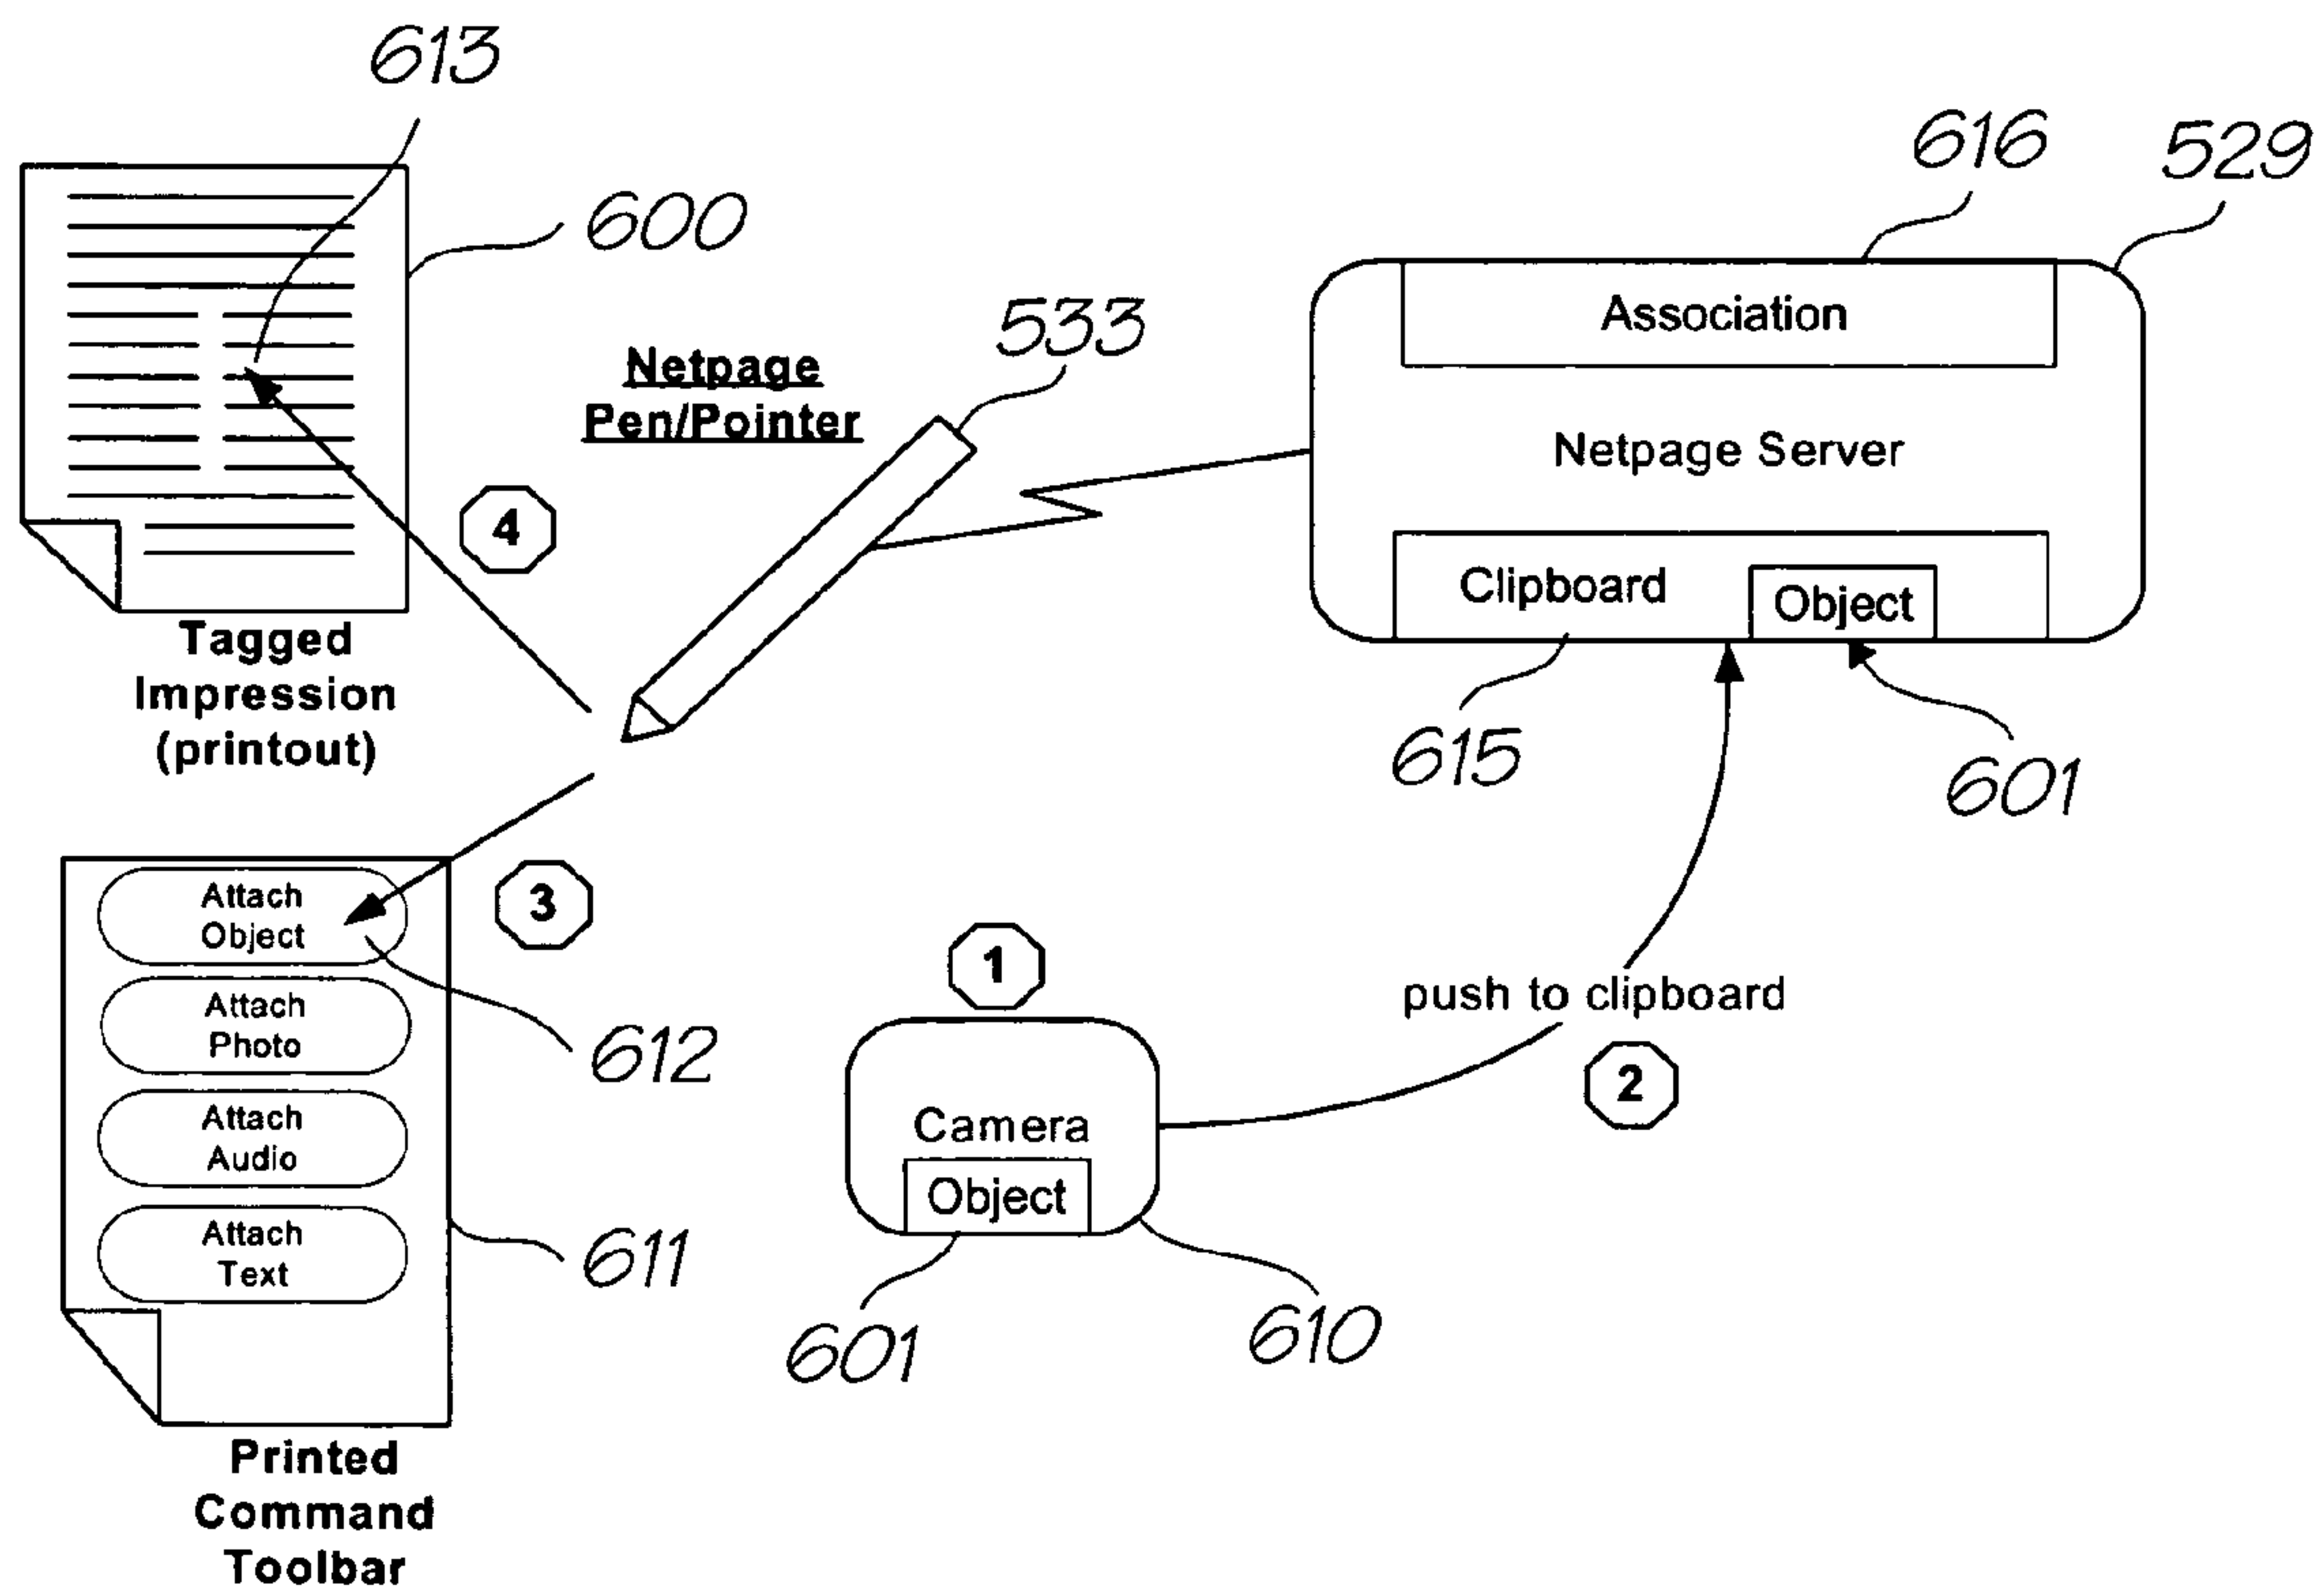 613
600
616
529
533
Netpage
Pen/Pointer
Association
Netpage Server
Clipboard
Object
4
Tagged
Impression
(printout)
615
601
3
Attach
Object
Attach
Photo
Attach
Audio
Attach
Text
612
611
1
push to clipboard
2
Camera
Object
601
610
Printed
Command
Toolbar